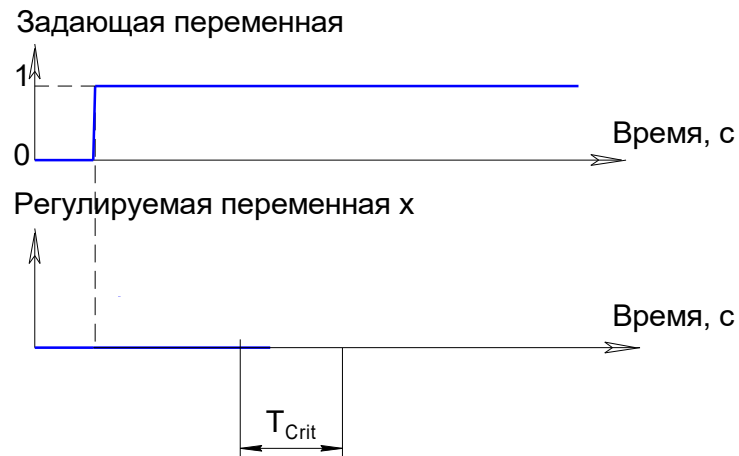 Задающая переменная
1
Время, с
0
Регулируемая переменная x
Время, с
T_Crit